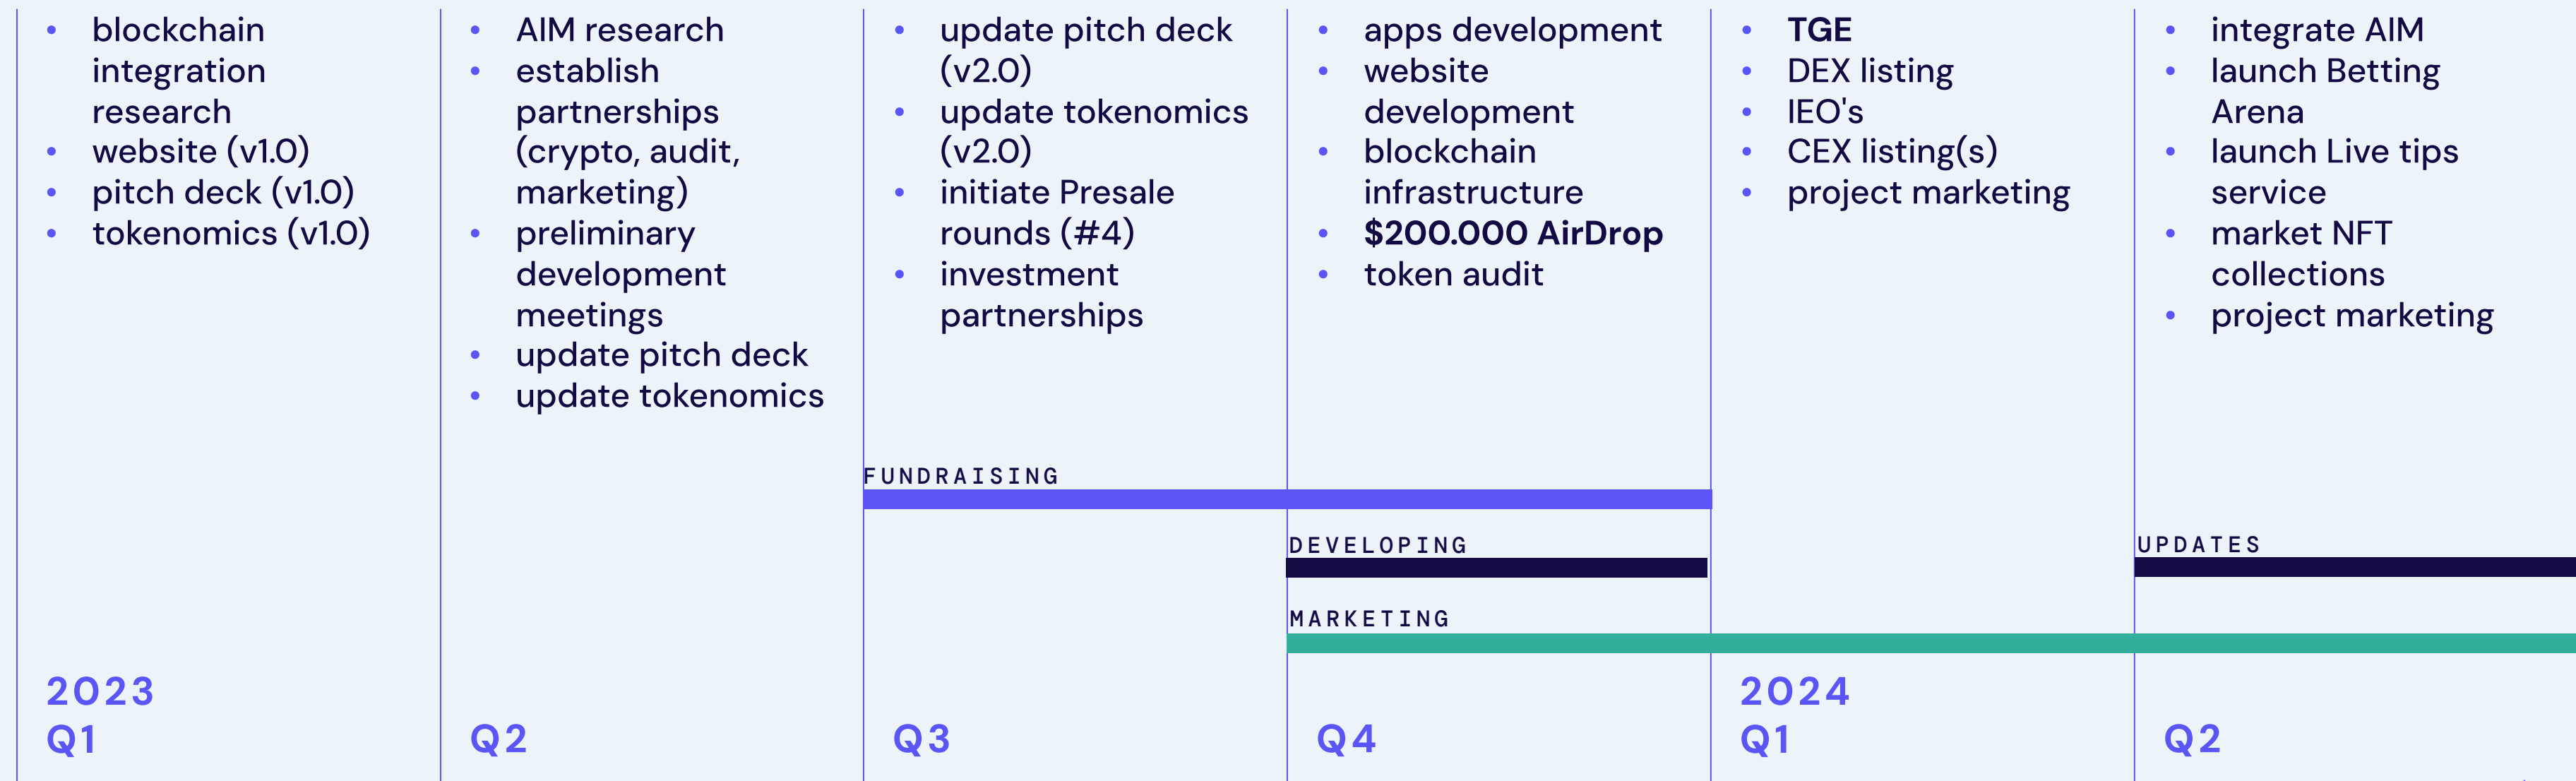 blockchain
integration
research
website (v1.0)
pitch deck (v1.0)
tokenomics (v1.0)
AIM research
establish
partnerships
(crypto, audit,
marketing)
preliminary
development
meetings
update pitch deck
update tokenomics
update pitch deck
(v2.0)
update tokenomics
(v2.0)
initiate Presale
rounds (#4)
investment
partnerships
apps development
website
development
blockchain
infrastructure
$200.000 AirDrop
token audit
TGE
DEX listing
IEO's
CEX listing(s)
project marketing
integrate AIM
launch Betting
Arena
launch Live tips
service
market NFT
collections
project marketing
FUNDRAISING
DEVELOPING
UPDATES
MARKETING
2023
Q1
Q2
Q3
Q4
2024
Q1
Q2